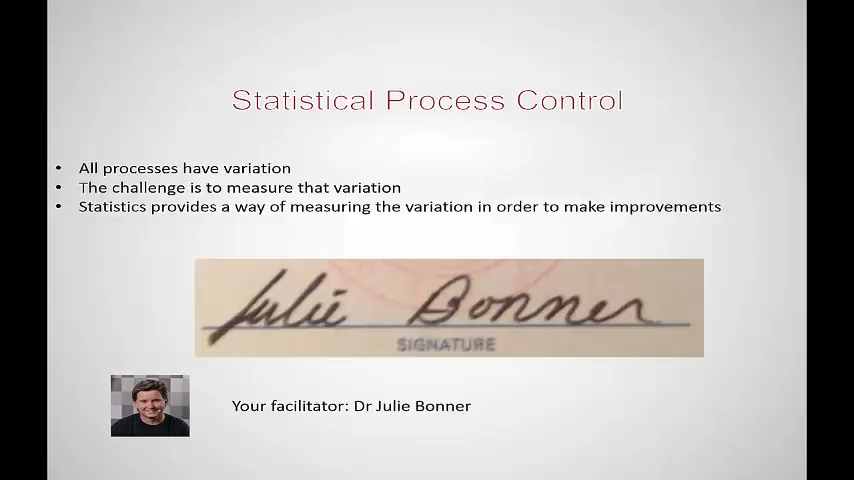 Statistical Process Control
• All processes have variation
• The challenge is to measure that variation
• Statistics provides a way of measuring the variation in order to make improvements
Julie Bonner
SIGNATURE
Your facilitator: Dr Julie Bonner